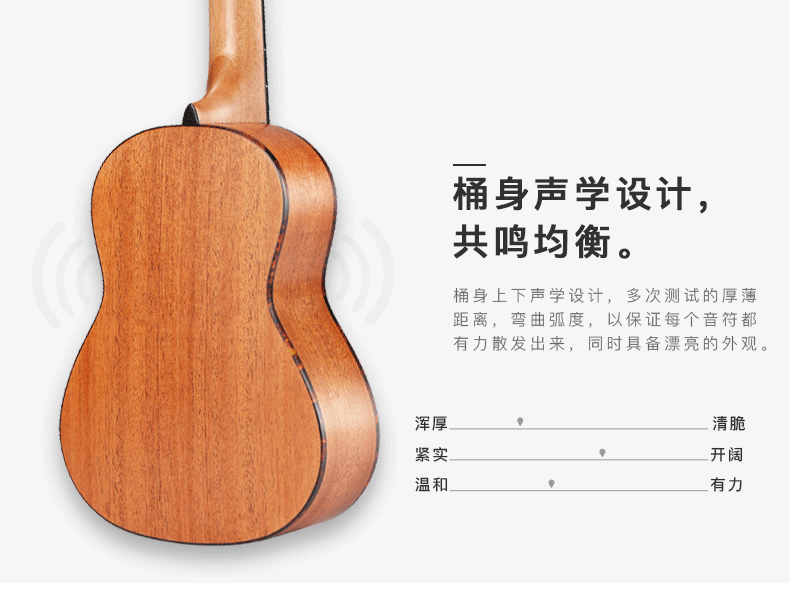 桶身声学设计，
共鸣均衡。
桶身上下声学设计，多次测试的厚薄
距离，弯曲弧度，以保证每个音符都
有力散发出来，同时具备漂亮的外观。
浑厚 清脆
紧实 开阔
温和 有力